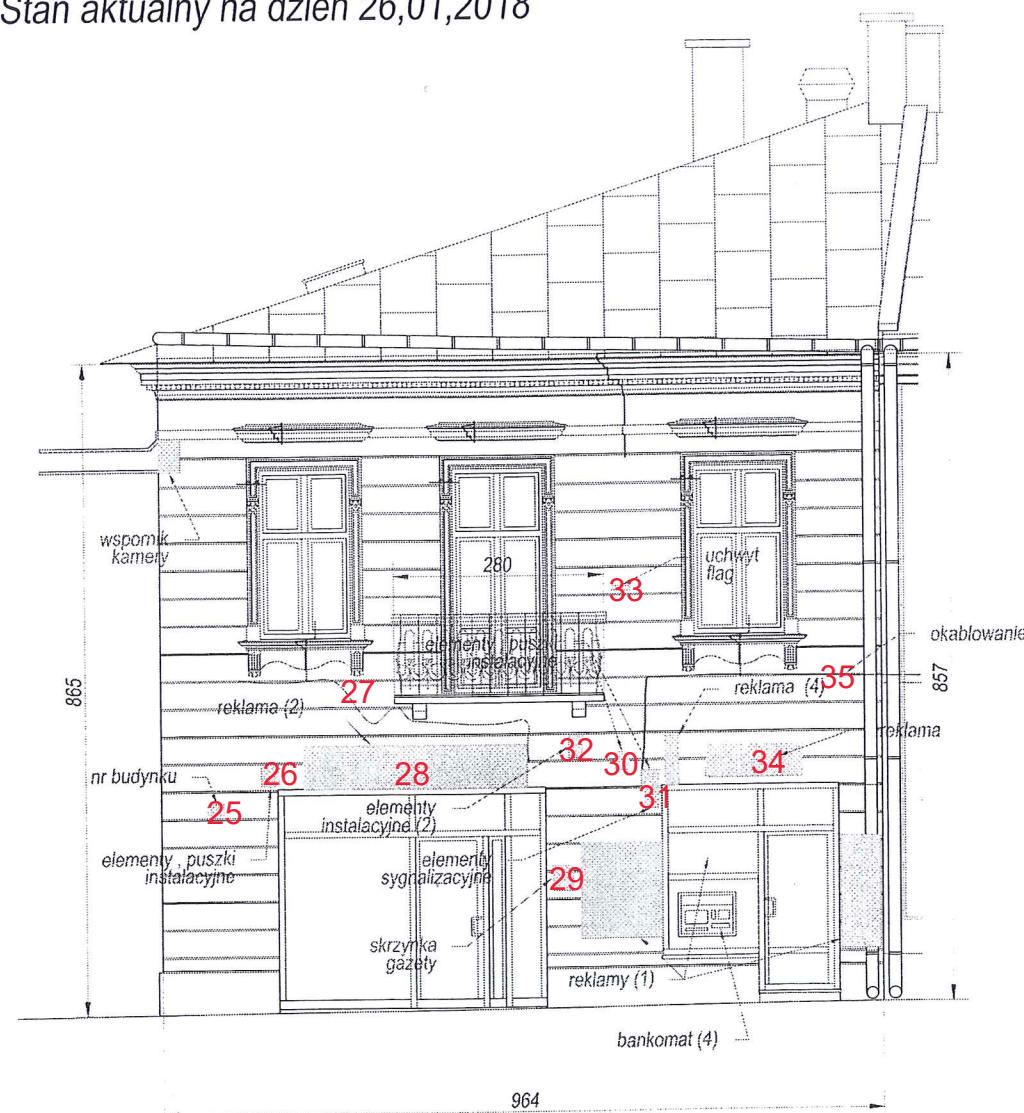 Stan aktualny na dzień 26,01,2018
wspornik
kamery
280
uchwyt
flag
33
elementy , puszki
instalacyjne
okablowanie
865
857
27
35
reklama (2)
reklama (4)
reklama
32
30
34
nr budynku
26
28
25
31
elementy
instalacyjne (2)
elementy , puszki
instalacyjne
elementy
sygnalizacyjne
29
skrzynka
gazety
reklamy (1)
bankomat (4)
964